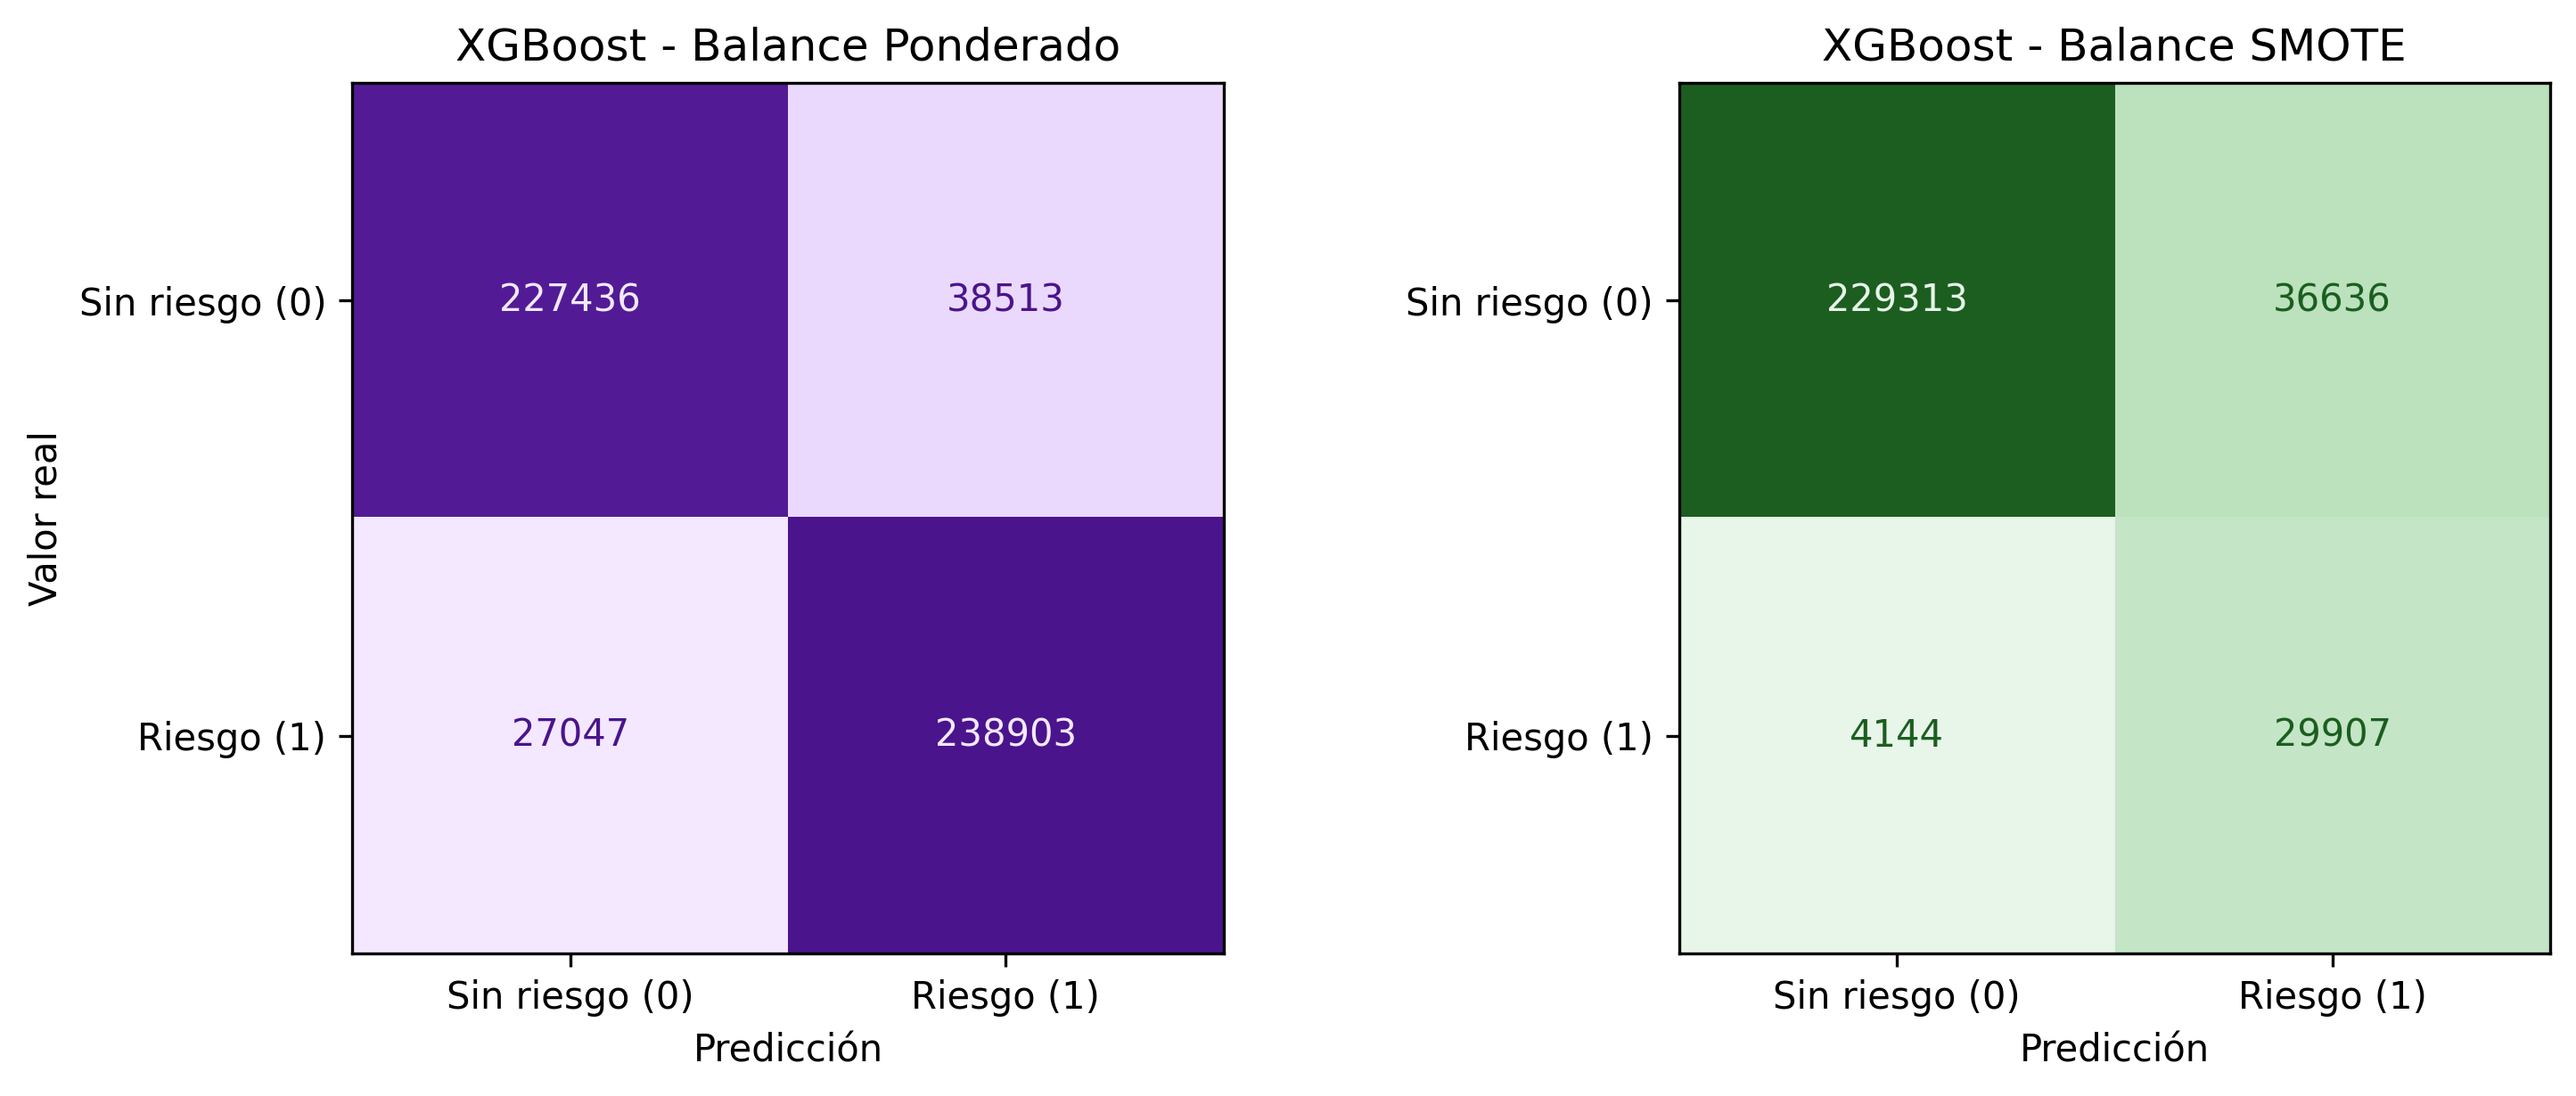 XGBoost - Balance Ponderado
Valor real
Sin riesgo (0)
227436
38513
Riesgo (1)
27047
238903
Sin riesgo (0)
Riesgo (1)
Predicción
XGBoost - Balance SMOTE
Sin riesgo (0)
229313
36636
Riesgo (1)
4144
29907
Sin riesgo (0)
Riesgo (1)
Predicción